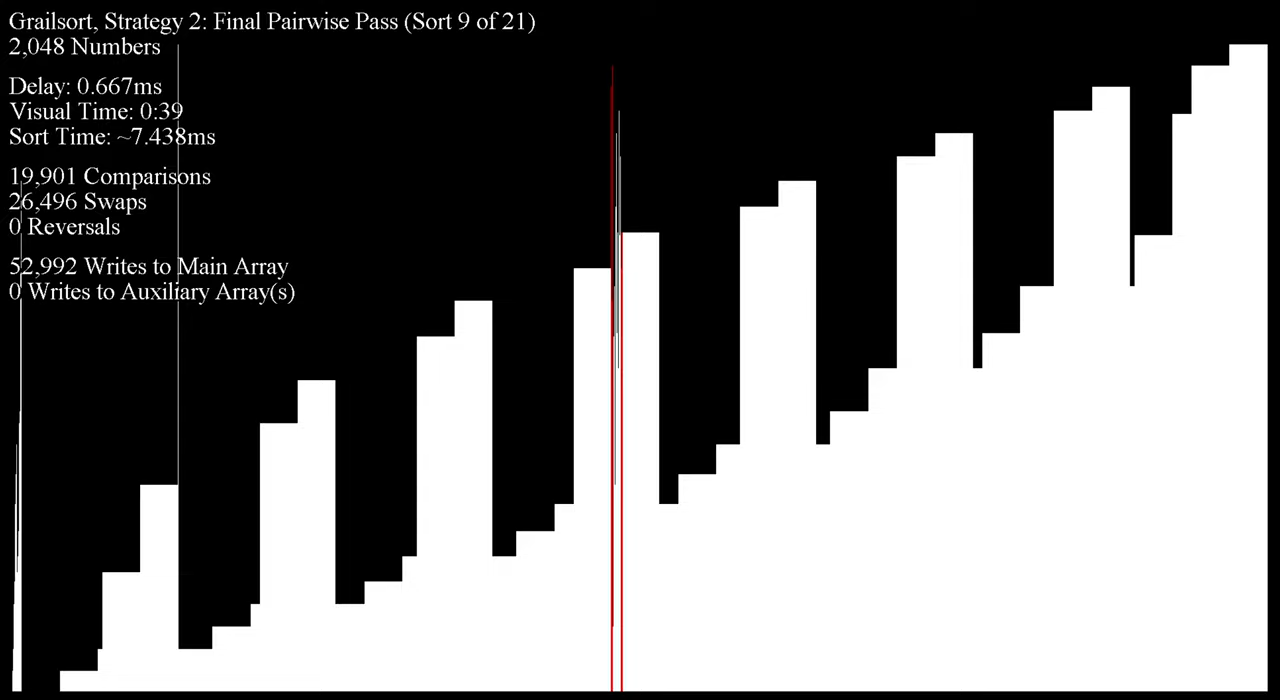 Grailsort, Strategy 2: Final Pairwise Pass (Sort 9 of 21)
2,048 Numbers
Delay: 0.667ms
Visual Time: 0:39
Sort Time: ~7.438ms
19,901 Comparisons
26,496 Swaps
0 Reversals
52,992 Writes to Main Array
0 Writes to Auxiliary Array(s)